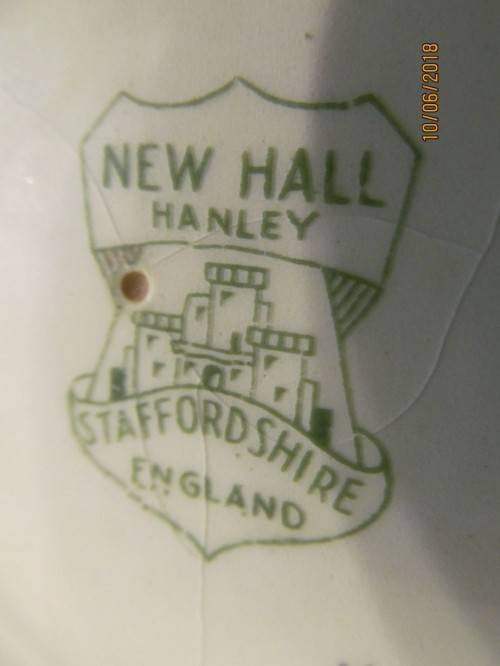 NEW HALL
HANLEY
STAFFORDSHIRE
ENGLAND
10/06/2018